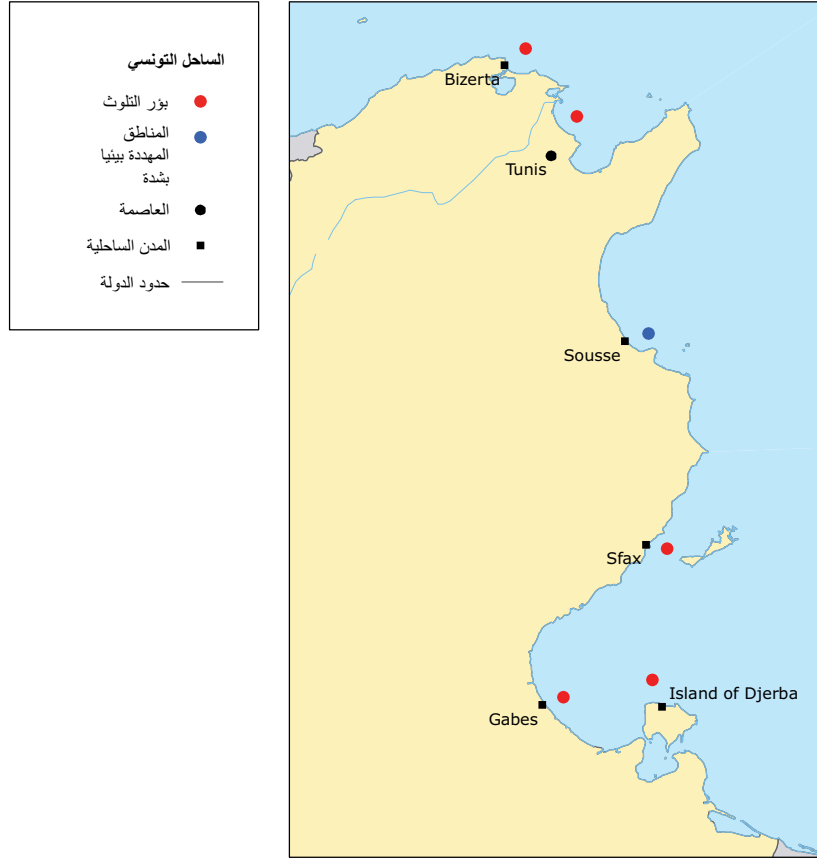 الساحل التونسي
بؤر التلوث
المناطق
المهددة بيئيا
بشدة
العاصمة
المدن الساحلية
حدود الدولة
Bizerta
Tunis
Sousse
Sfax
Island of Djerba
Gabes